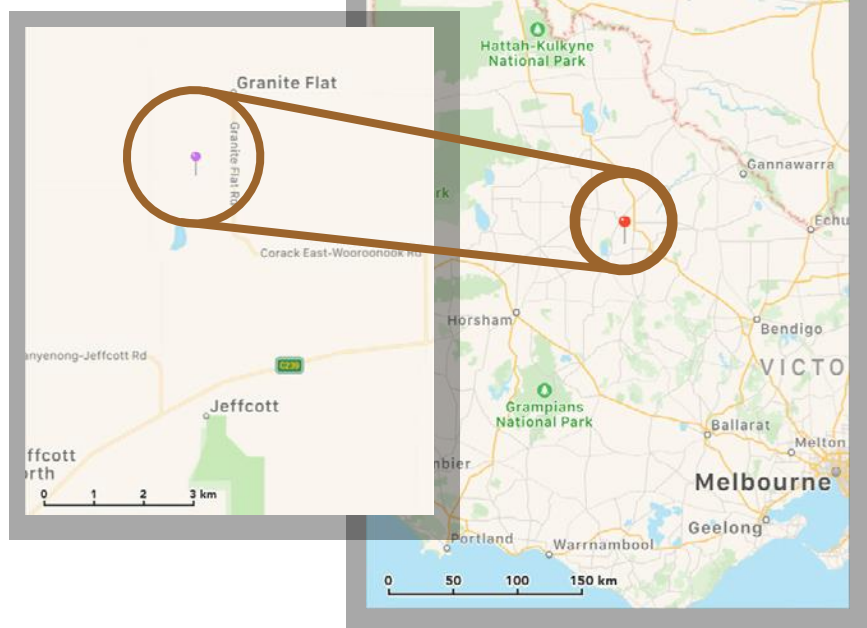 Granite Flat
Granite Flat Rd
Corack East-Wooroonook Rd
anyenong-Jeffcott Rd
C239
Jeffcott
ffcott
orth
0 1 2 3 km
Hattah-Kulkyne
National Park
Gannawarra
rk
Echu
Horsham
Bendigo
VICTO
Grampians
National Park
Ballarat
Melton
mbier
Melbourne
Geelong
Portland
Warrnambool
0 50 100 150 km